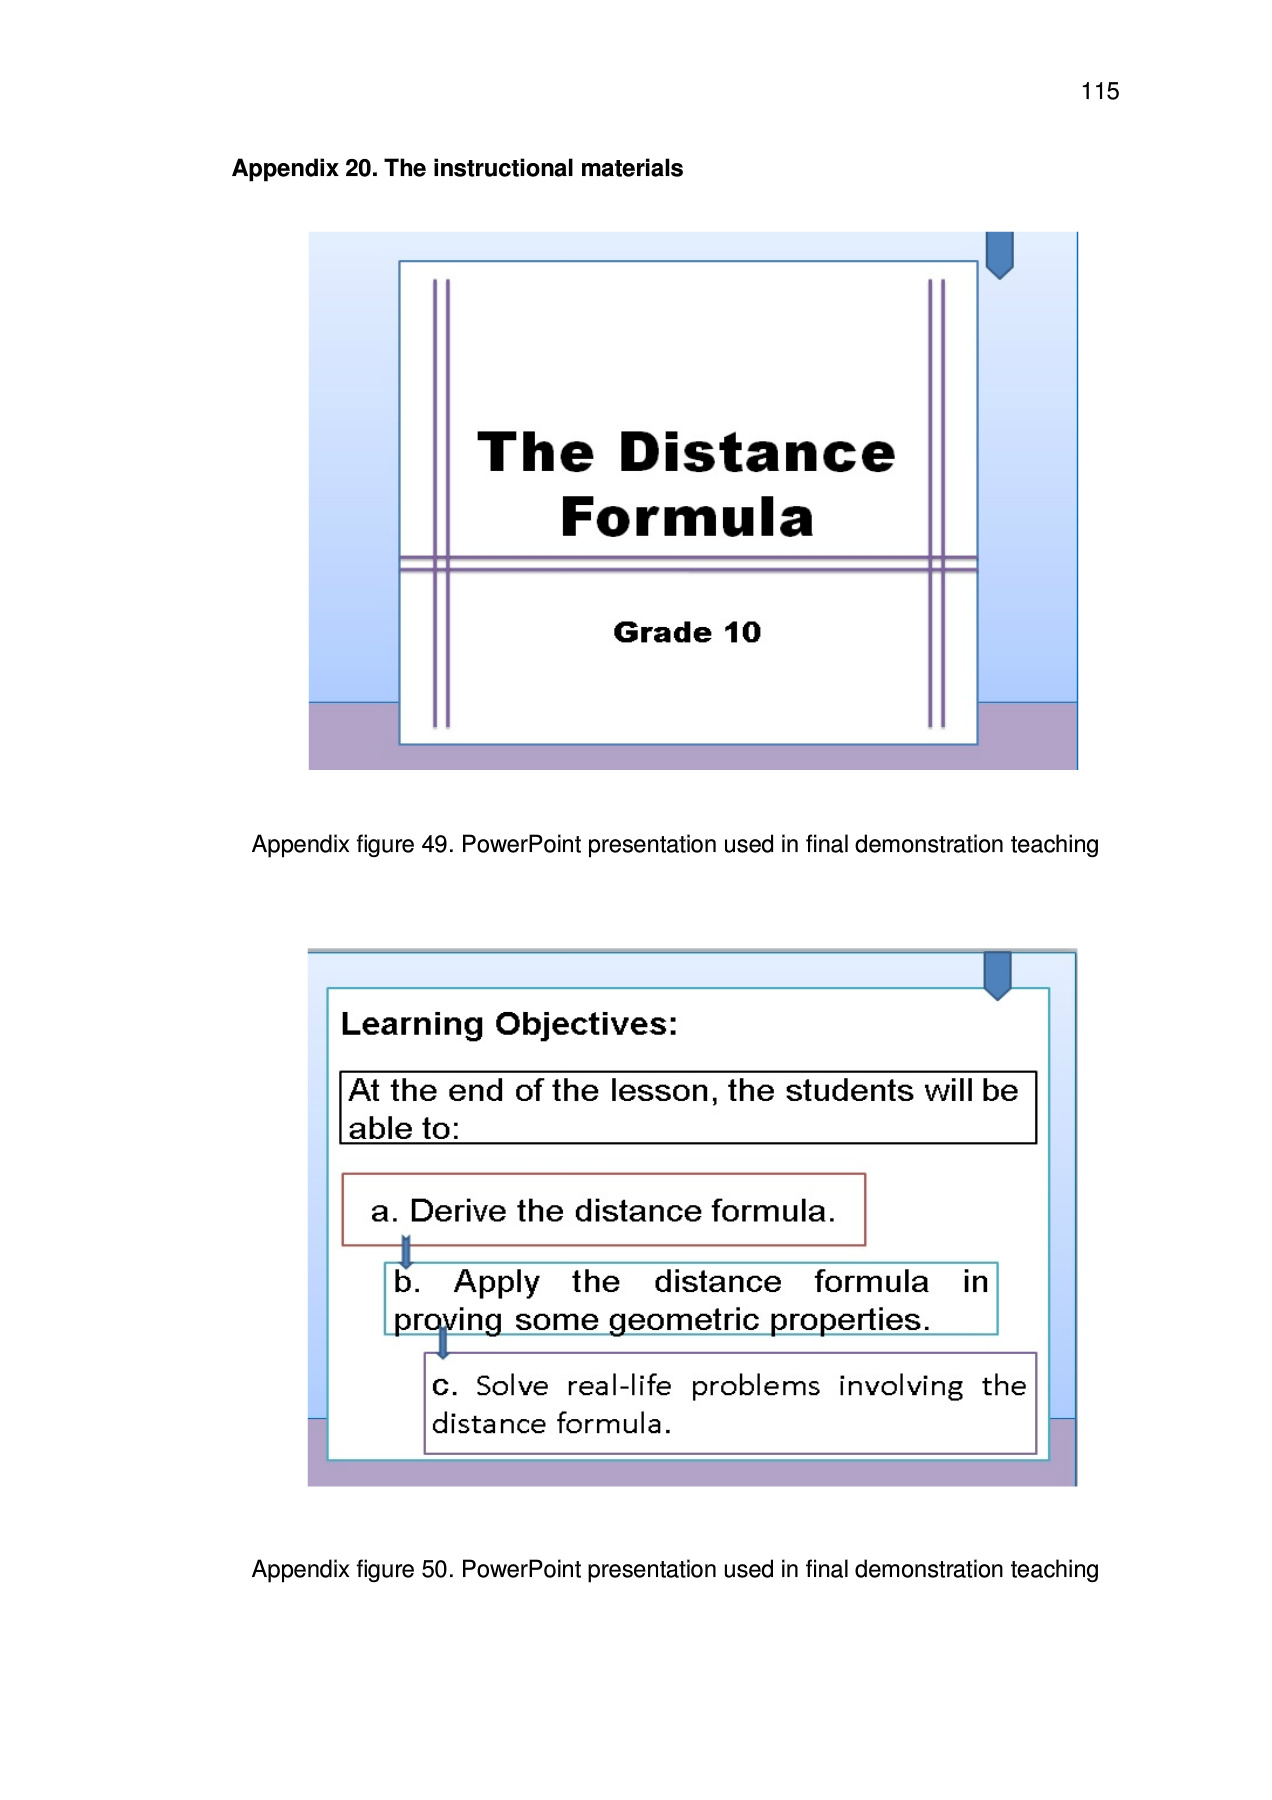 115
Appendix 20. The instructional materials
The Distance
Formula
Grade 10
Appendix figure 49. PowerPoint presentation used in final demonstration teaching
Learning Objectives:
At the end of the lesson, the students will be
able to:
a. Derive the distance formula.
b. Apply the distance formula in
proving some geometric properties.
c. Solve real-life problems involving the
distance formula.
Appendix figure 50. PowerPoint presentation used in final demonstration teaching